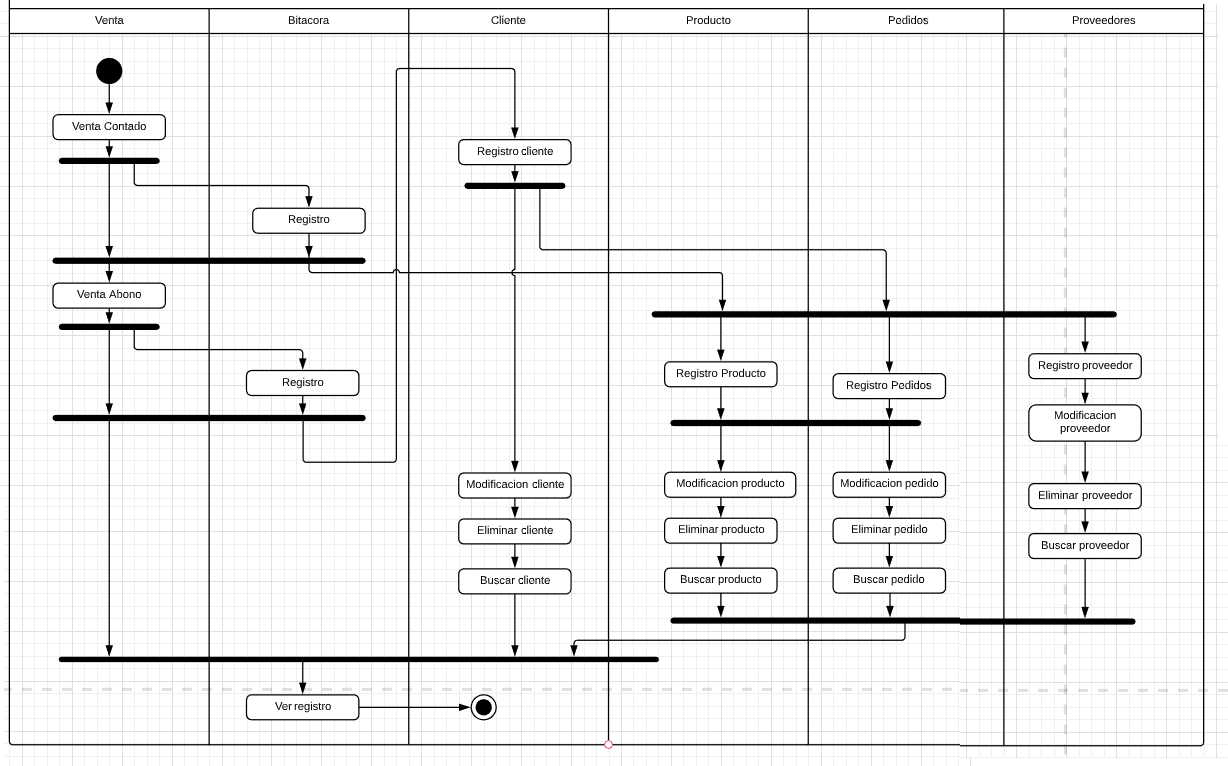 Venta
Bitacora
Cliente
Producto
Pedidos
Proveedores
Venta Contado
Registro cliente
Registro
Venta Abono
Registro
Registro Producto
Registro Pedidos
Registro proveedor
Modificacion
proveedor
Modificacion cliente
Modificacion producto
Modificacion pedido
Eliminar proveedor
Eliminar cliente
Eliminar producto
Eliminar pedido
Buscar proveedor
Buscar cliente
Buscar producto
Buscar pedido
Ver registro